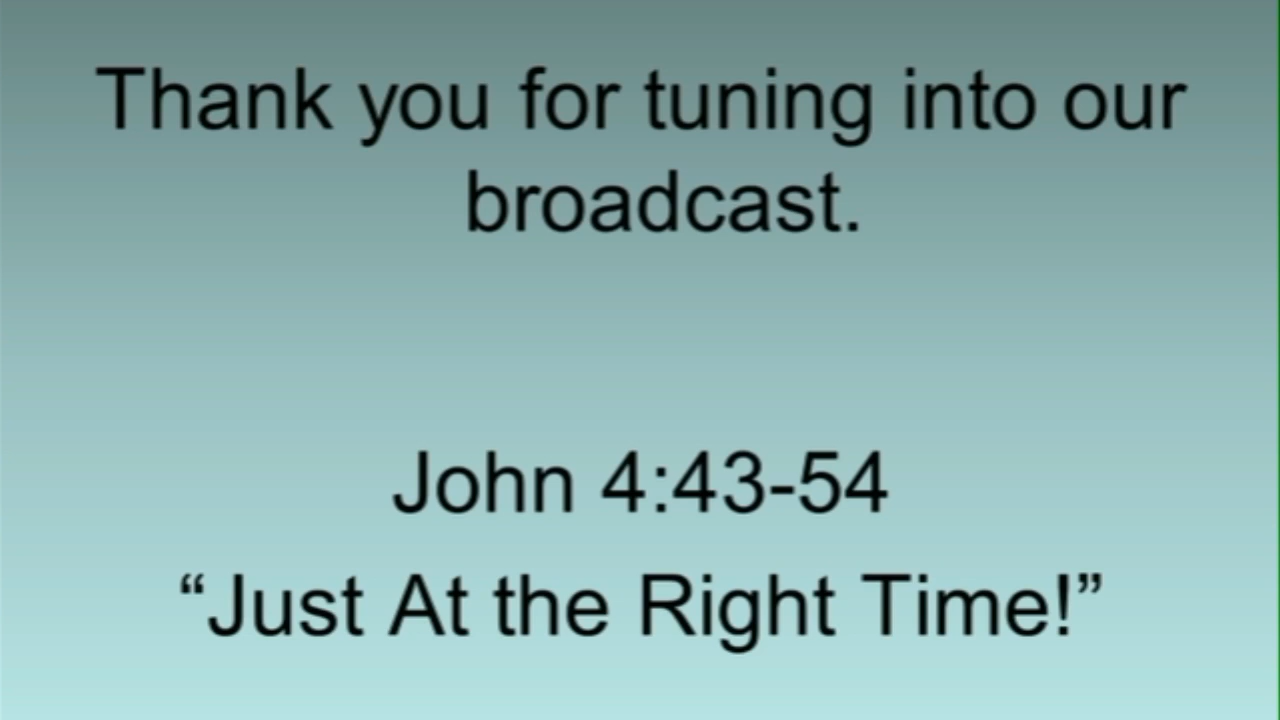 Thank you for tuning into our
broadcast.
John 4:43-54
“Just At the Right Time!”